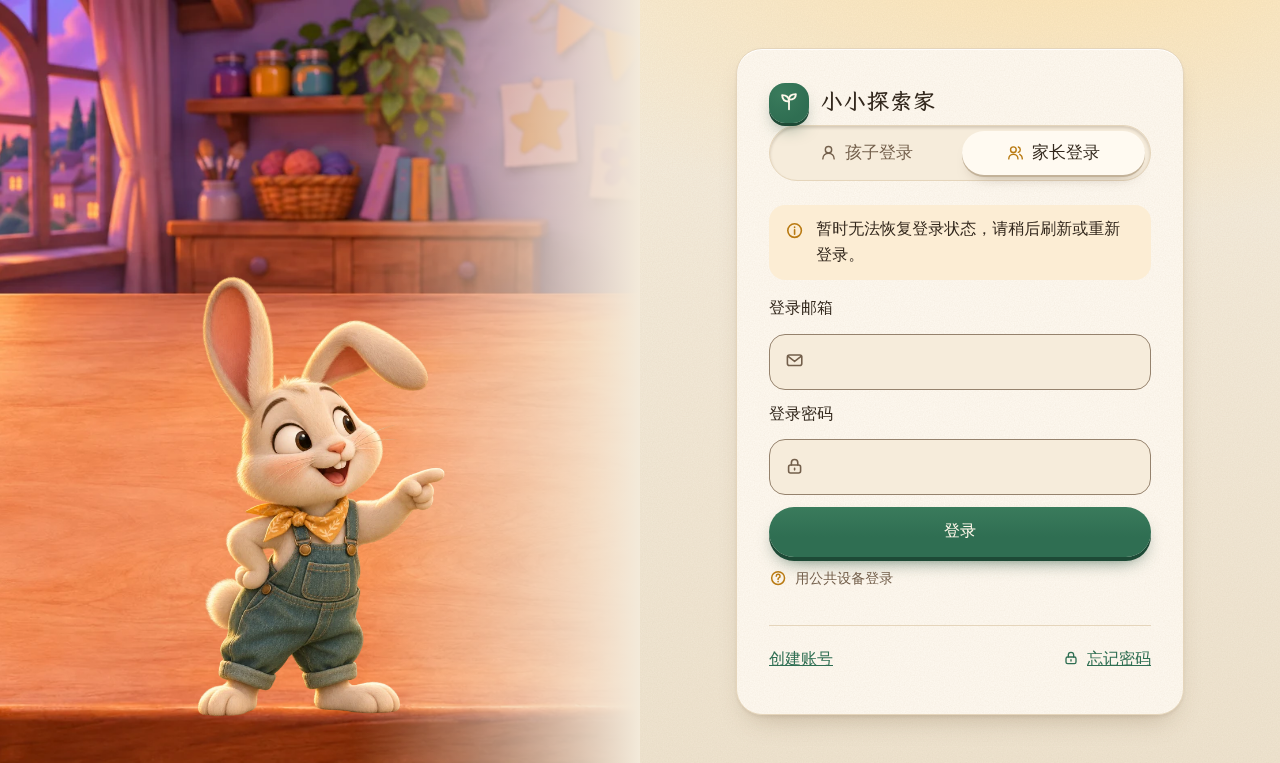 小小探索家
孩子登录
家长登录
暂时无法恢复登录状态，请稍后刷新或重新
登录。
登录邮箱
登录密码
登录
用公共设备登录
创建账号
忘记密码